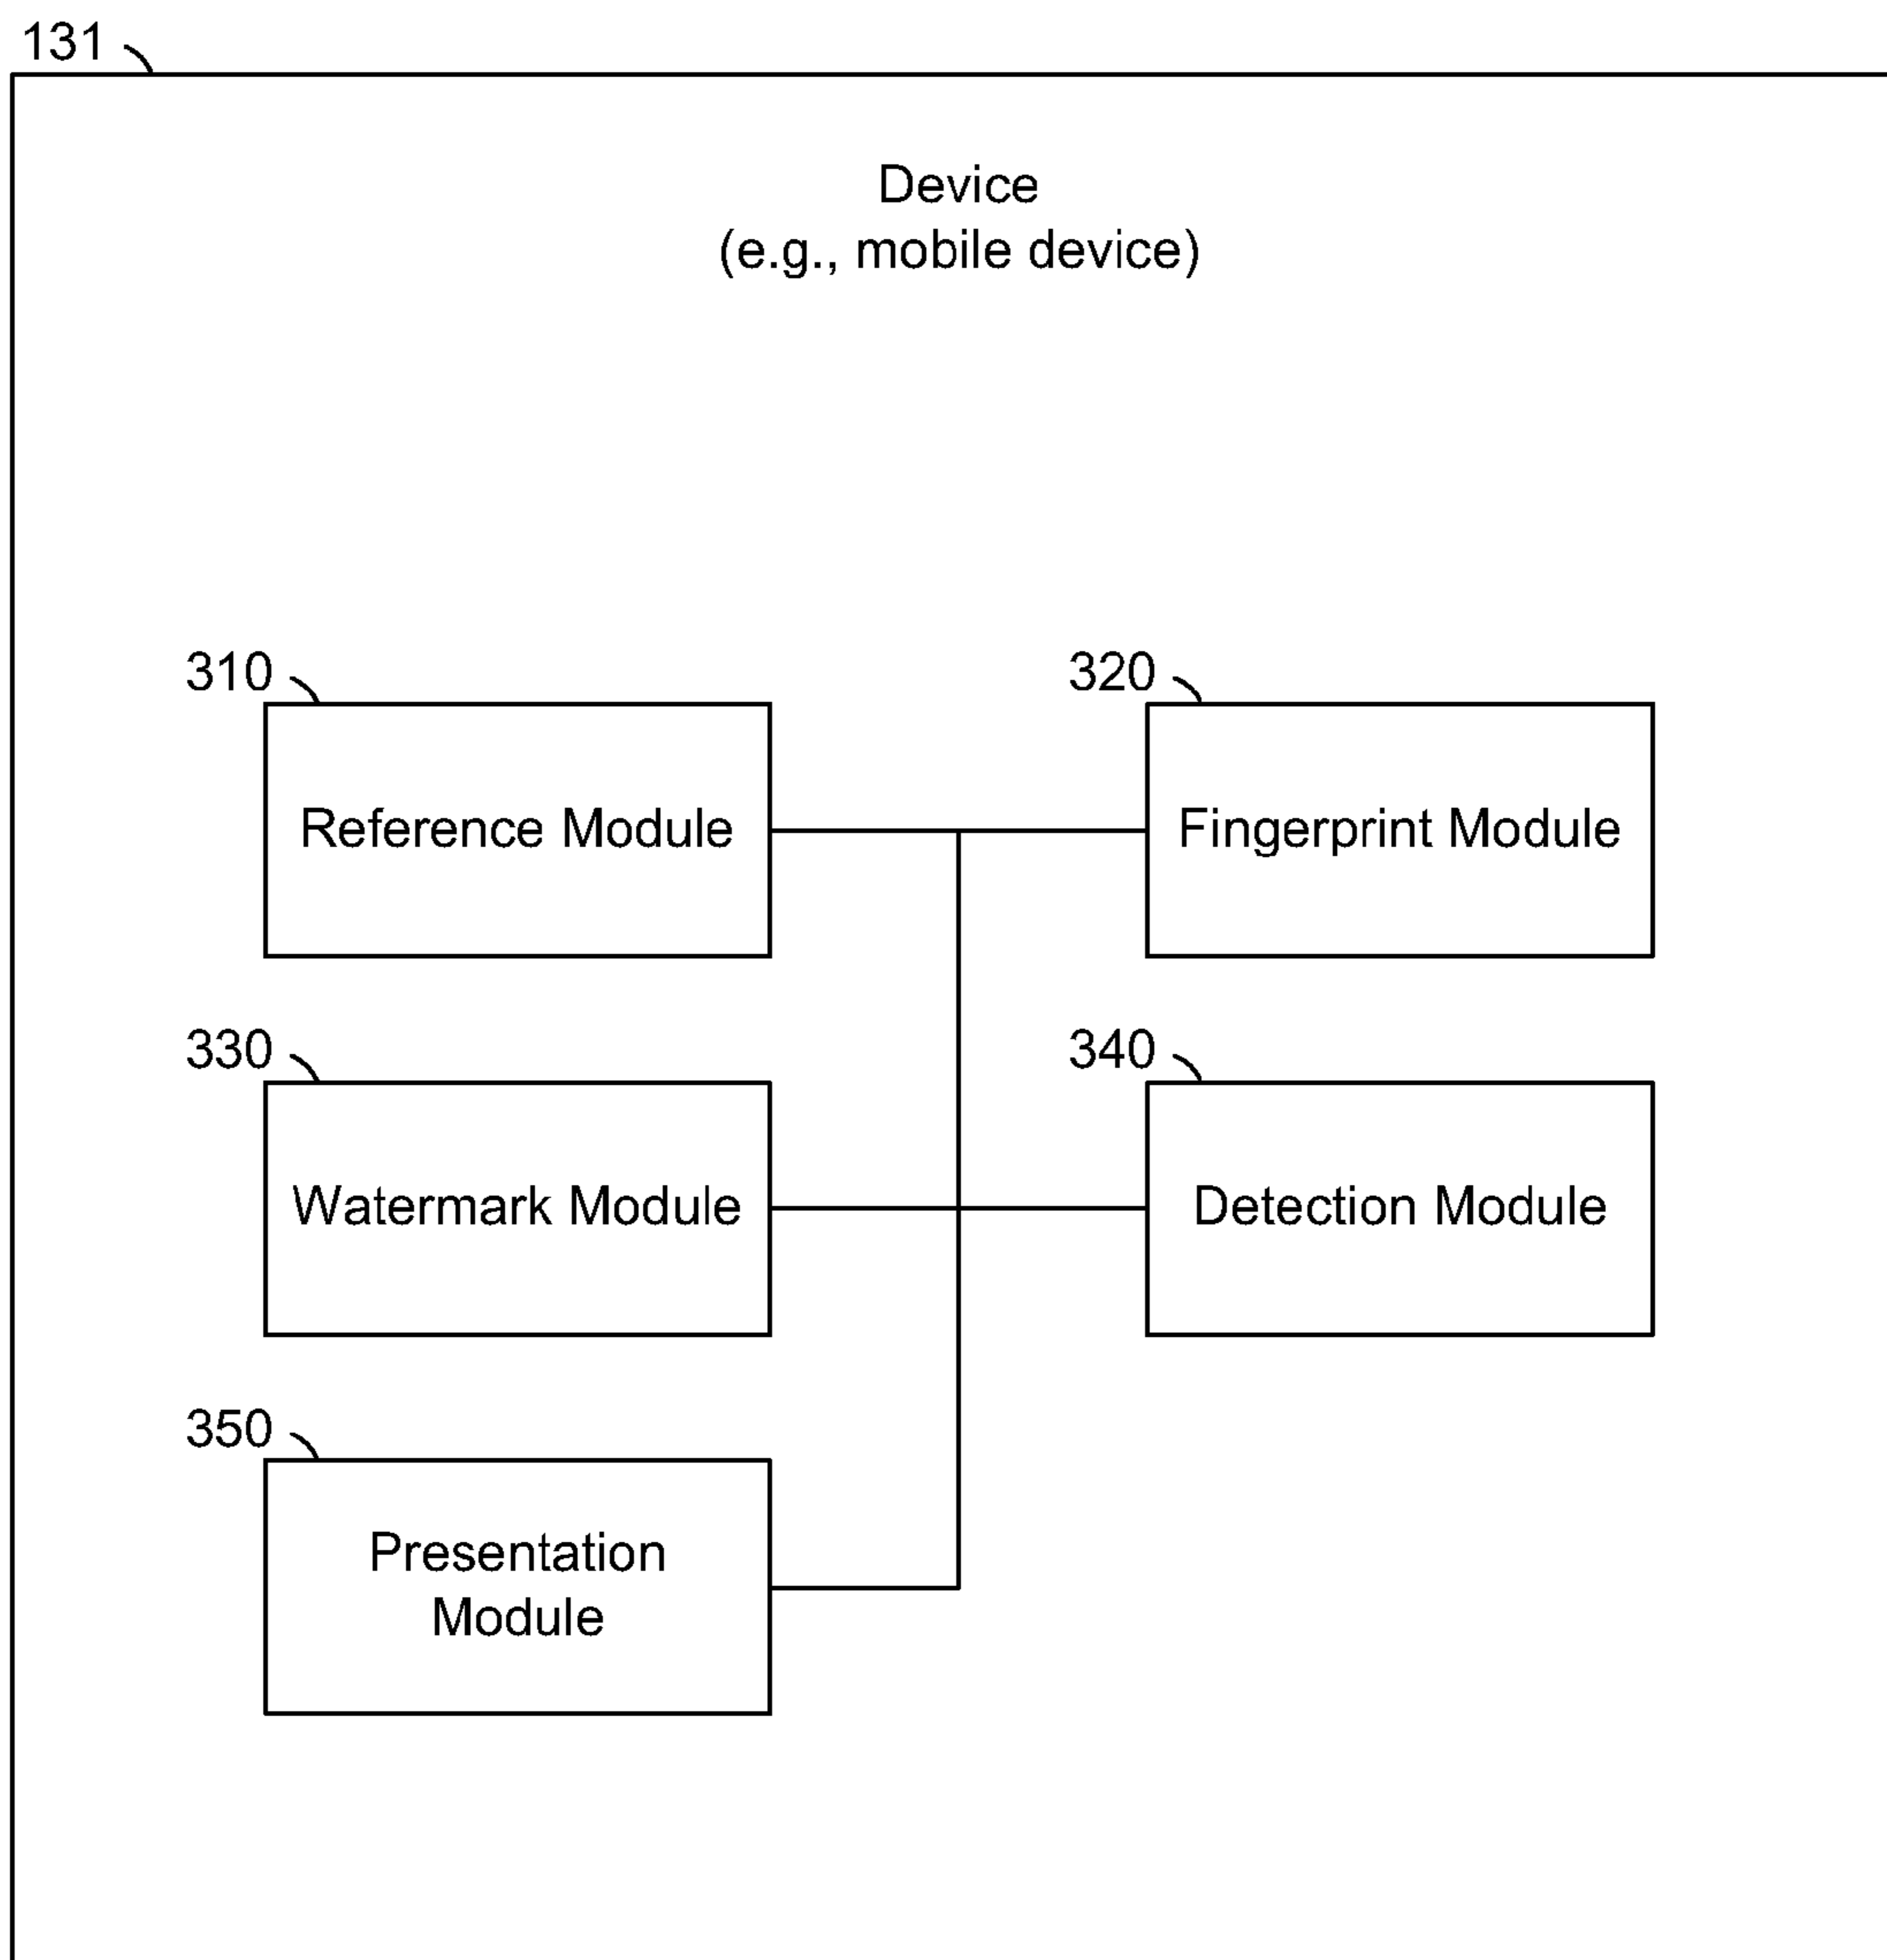 131
Device
(e.g., mobile device)
310
320
Reference Module
Fingerprint Module
330
340
Watermark Module
Detection Module
350
Presentation
Module